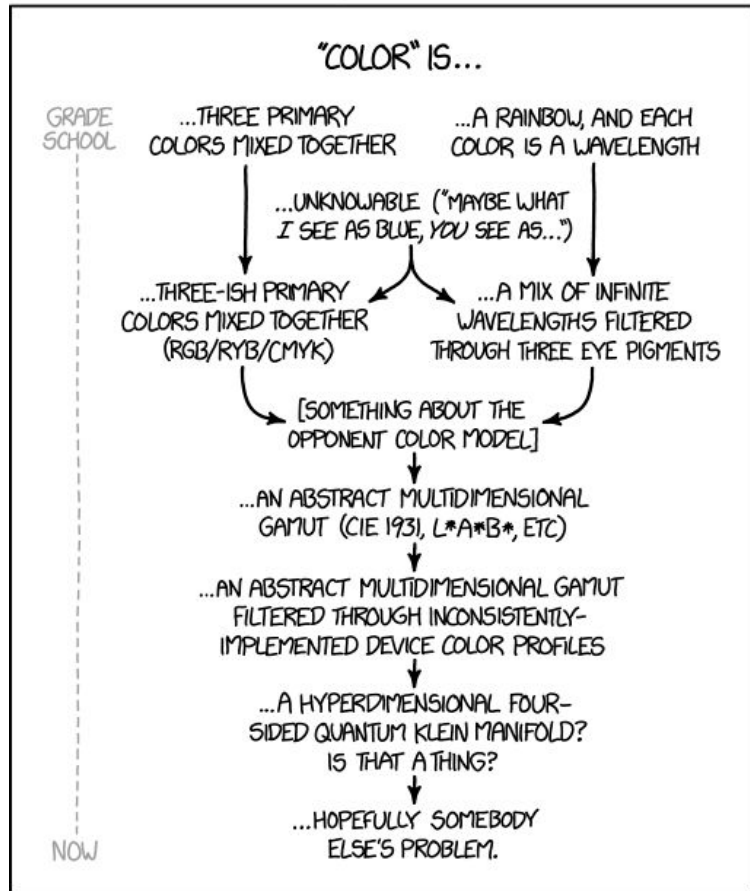 "COLOR" IS...
GRADE
SCHOOL
...THREE PRIMARY
COLORS MIXED TOGETHER
...A RAINBOW, AND EACH
COLOR IS A WAVELENGTH
...UNKNOWABLE ("MAYBE WHAT
I SEE AS BLUE, YOU SEE AS...")
...THREE-ISH PRIMARY
COLORS MIXED TOGETHER
(RGB/RYB/CMYK)
...A MIX OF INFINITE
WAVELENGTHS FILTERED
THROUGH THREE EYE PIGMENTS
[SOMETHING ABOUT THE
OPPONENT COLOR MODEL]
...AN ABSTRACT MULTIDIMENSIONAL
GAMUT (CIE 1931, L*A*B*, ETC)
...AN ABSTRACT MULTIDIMENSIONAL GAMUT
FILTERED THROUGH INCONSISTENTLY-
IMPLEMENTED DEVICE COLOR PROFILES
...A HYPERDIMENSIONAL FOUR-
SIDED QUANTUM KLEIN MANIFOLD?
IS THAT A THING?
...HOPEFULLY SOMEBODY
ELSE'S PROBLEM.
NOW